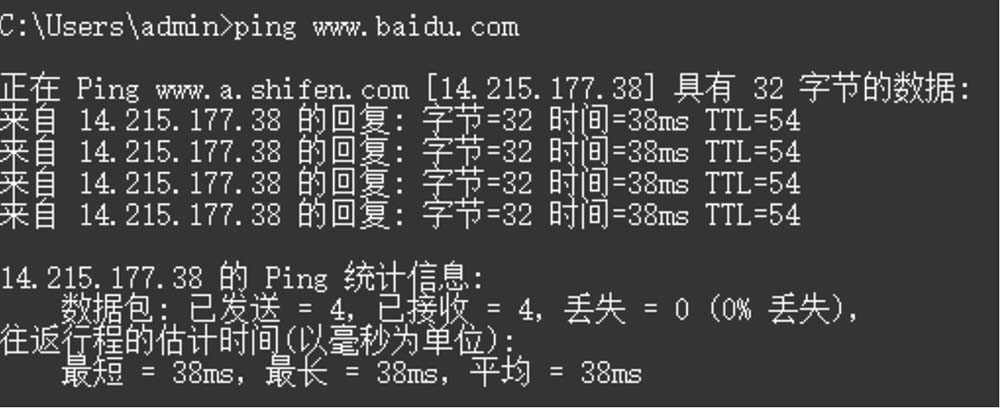 C:\Users\admin>ping www.baidu.com
正在 Ping www.a.shifen.com [14.215.177.38] 具有 32 字节的数据:
来自 14.215.177.38 的回复: 字节=32 时间=38ms TTL=54
来自 14.215.177.38 的回复: 字节=32 时间=38ms TTL=54
来自 14.215.177.38 的回复: 字节=32 时间=38ms TTL=54
来自 14.215.177.38 的回复: 字节=32 时间=38ms TTL=54
14.215.177.38 的 Ping 统计信息:
数据包: 已发送 = 4, 已接收 = 4, 丢失 = 0 (0% 丢失),
往返行程的估计时间(以毫秒为单位):
最短 = 38ms, 最长 = 38ms, 平均 = 38ms